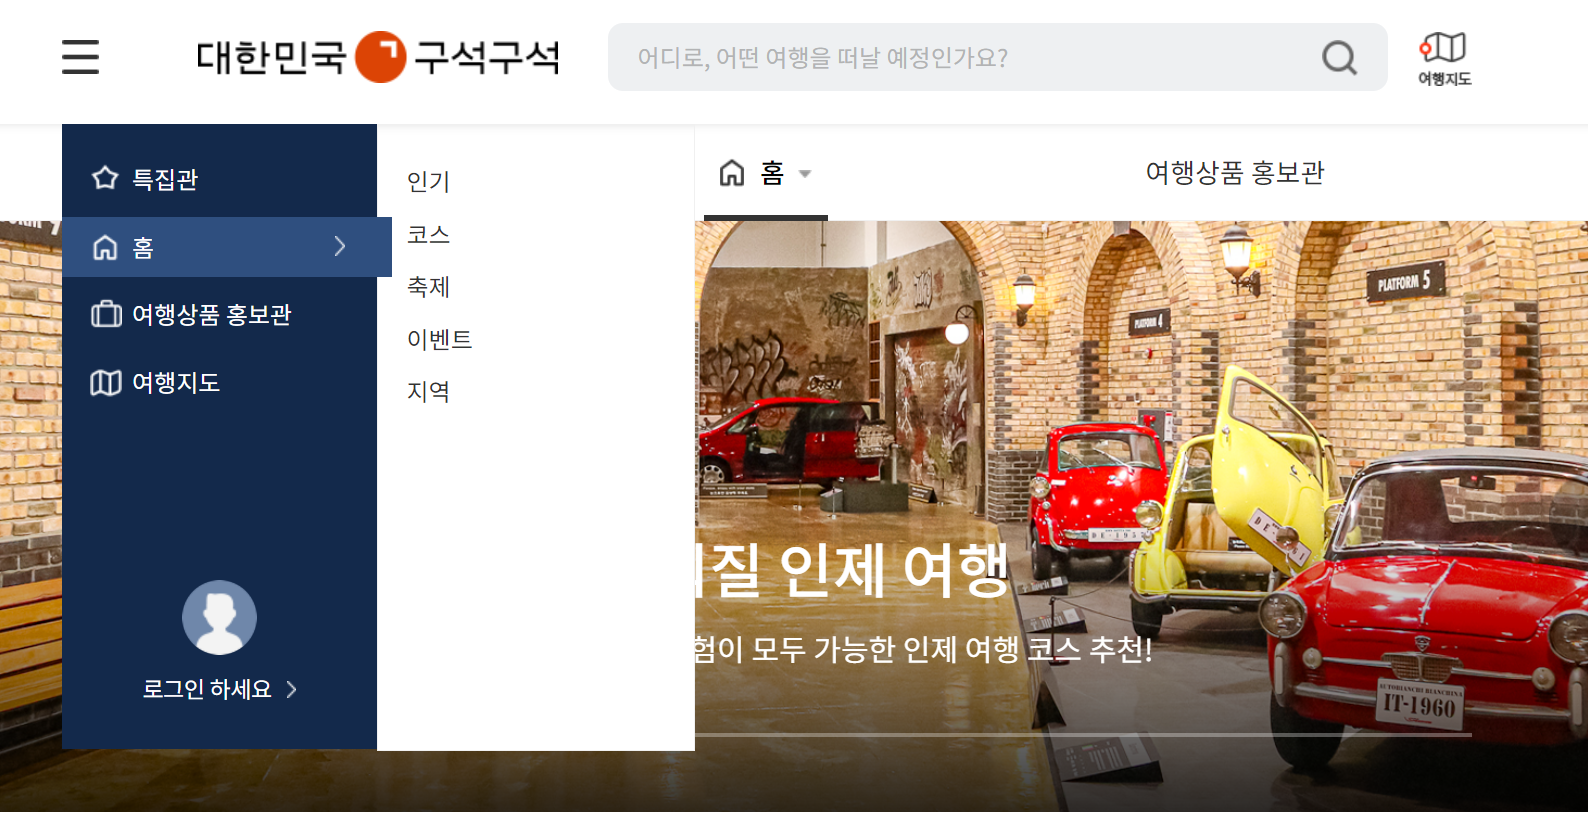 대한민국 구석구석
어디로, 어떤 여행을 떠날 예정인가요?
여행지도
특집관
홈
여행상품 홍보관
여행지도
로그인 하세요
인기
코스
축제
이벤트
지역
홈
여행상품 홍보관
PLATFORM 5
PLATFORM 4
질 인제 여행
험이 모두 가능한 인제 여행 코스 추천!
AUTOBIANCHI BIANCHINA
IT-1960